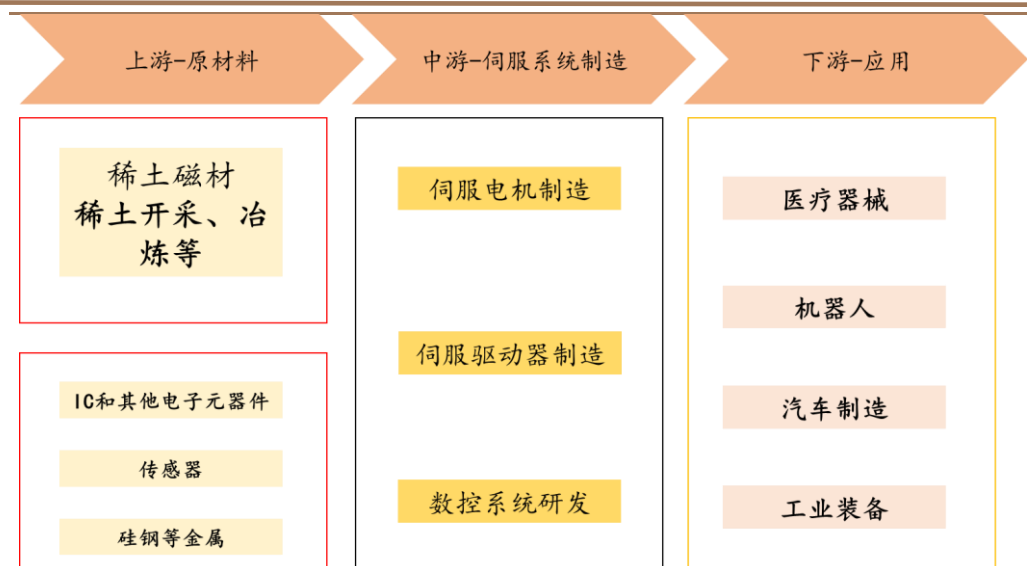 上游-原材料
中游-伺服系统制造
下游-应用
稀土磁材
稀土开采、冶
炼等
IC和其他电子元器件
传感器
硅钢等金属
伺服电机制造
伺服驱动器制造
数控系统研发
医疗器械
机器人
汽车制造
工业装备